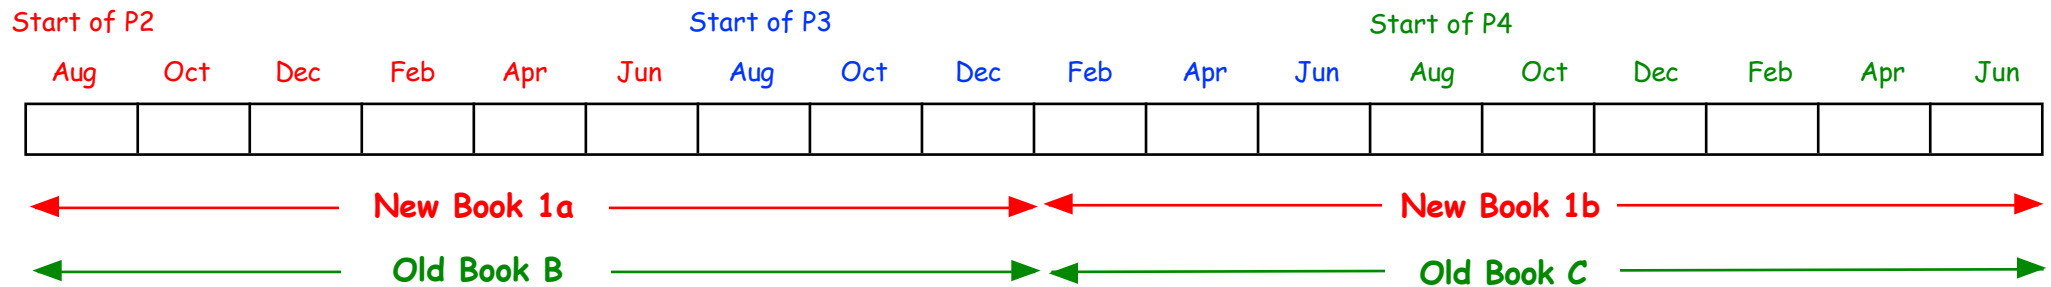 Start of P2 Start of P3 Start of P4
Aug Oct Dec Feb Apr Jun Aug Oct Dec Feb Apr Jun Aug Oct Dec Feb Apr Jun
New Book 1a New Book 1b
Old Book B Old Book C